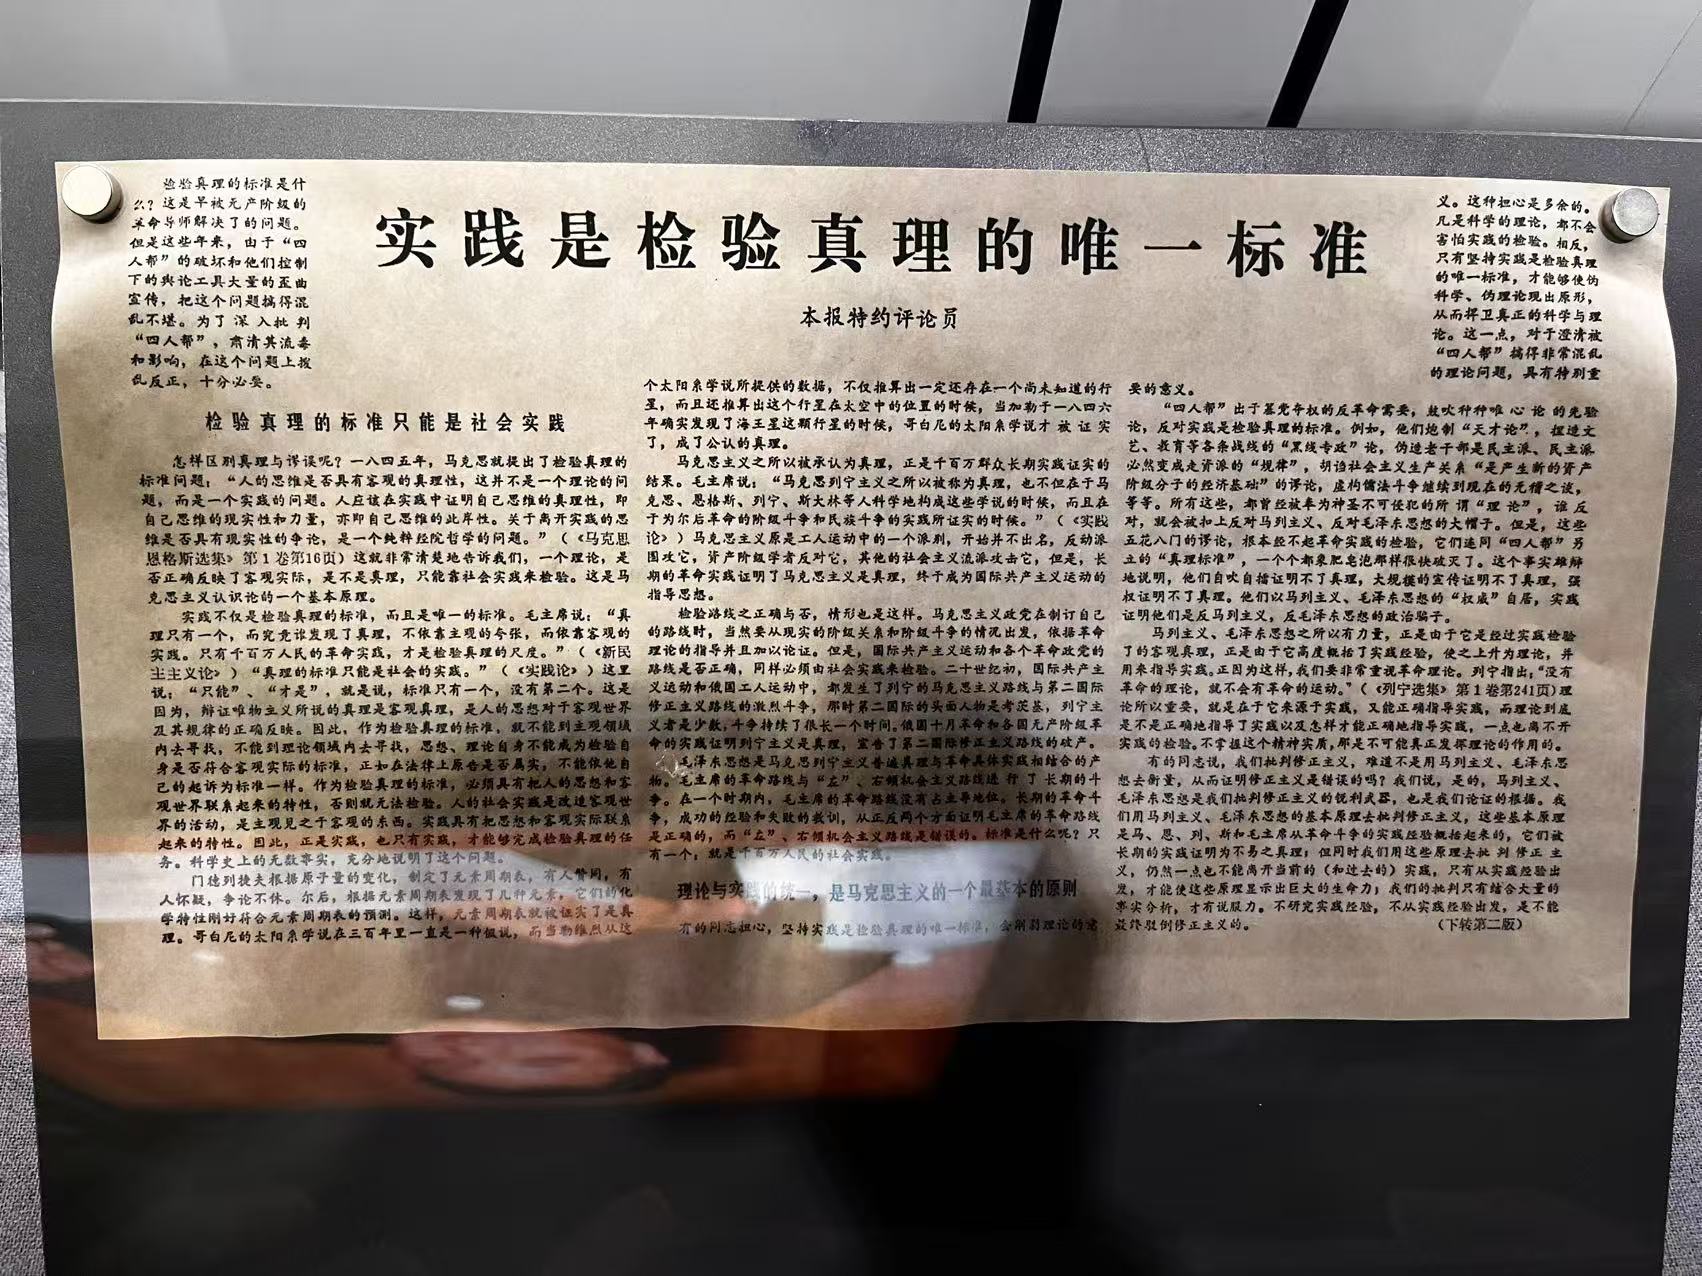 实践是检验真理的唯一标准
本报特约评论员
检验真理的标准是什
么？这是早被无产阶级的
革命导师解决了的问题。
但是这些年来，由于“四
人帮”的破坏和他们控制
下的舆论工具大量的歪曲
宣传，把这个问题搞得混
乱不堪。为了深入批判
“四人帮”，肃清其流毒
和影响，在这个问题上拨
乱反正，十分必要。
检验真理的标准只能是社会实践
怎样区别真理与谬误呢？一八四五年，马克思就提出了检验真理的
标准问题：“人的思维是否具有客观的真理性，这并不是一个理论的问
题，而是一个实践的问题。人应该在实践中证明自己思维的真理性，即
自己思维的现实性和力量，亦即自己思维的此岸性。关于离开实践的思
维是否具有现实性的争论，是一个纯粹经院哲学的问题。”（《马克思
恩格斯选集》第1卷第16页）这就非常清楚地告诉我们，一个理论，是
否正确反映了客观实际，是不是真理，只能靠社会实践来检验。这是马
克思主义认识论的一个基本原理。
实践不仅是检验真理的标准，而且是唯一的标准。毛主席说：“真
理只有一个，而究竟谁发现了真理，不依靠主观的夸张，而依靠客观的
实践。只有千百万人民的革命实践，才是检验真理的尺度。”（《新民
主主义论》）“真理的标准只能是社会的实践。”（《实践论》）这里
说：“只能”、“才是”，就是说，标准只有一个，没有第二个。这是
因为，辩证唯物主义所说的真理是客观真理，是人的思想对于客观世界
及其规律的正确反映。因此，作为检验真理的标准，就不能到主观领域
内去寻找，不能到理论领域内去寻找，思想、理论自身不能成为检验自
身是否符合客观实际的标准，正如在法律上原告是否属实，不能依他自
己的起诉为标准一样。作为检验真理的标准，必须具有把人的思想和客
观世界联系起来的特性，否则就无法检验。人的社会实践是改造客观世
界的活动，是主观见之于客观的东西。实践具有把思想和客观实际联系
起来的特性。因此，正是实践，也只有实践，才能够完成检验真理的任
务。科学史上的无数事实，充分地说明了这个问题。
门德列捷夫根据原子量的变化，制定了元素周期表，有人赞同，有
人怀疑，争论不休。尔后，根据元素周期表发现了几种元素，它们的化
学特性刚好符合元素周期表的预测。这样，元素周期表就被证实了是真
理。哥白尼的太阳系学说在三百年里一直是一种假说，而当勒维烈从这
个太阳系学说所提供的数据，不仅推算出一定还存在一个尚未知道的行
星，而且还推算出这个行星在太空中的位置的时候，当加勒于一八四六
年确实发现了海王星这颗行星的时候，哥白尼的太阳系学说才被证实
了，成了公认的真理。
马克思主义之所以被承认为真理，正是千百万群众长期实践证实的
结果。毛主席说：“马克思列宁主义之所以被称为真理，也不但在于马
克思、恩格斯、列宁、斯大林等人科学地构成这些学说的时候，而且在
于为尔后革命的阶级斗争和民族斗争的实践所证实的时候。”（《实践
论》）马克思主义原是工人运动中的一个派别，开始并不出名，反动派
围攻它，资产阶级学者反对它，其他的社会主义流派攻击它，但是，长
期的革命实践证明了马克思主义是真理，终于成为国际共产主义运动的
指导思想。
检验路线之正确与否，情形也是这样。马克思主义政党在制订自己
的路线时，当然要从现实的阶级关系和阶级斗争的情况出发，依据革命
理论的指导并且加以论证。但是，国际共产主义运动和各个革命政党的
路线是否正确，同样必须由社会实践来检验。二十世纪初，国际共产主
义运动和俄国工人运动中，都发生了列宁的马克思主义路线与第二国际
修正主义路线的激烈斗争，那时第二国际的头面人物是考茨基，列宁主
义者是少数，斗争持续了很长一个时间。俄国十月革命和各国无产阶级革
命的实践证明列宁主义是真理，宣告了第二国际修正主义路线的破产。
毛泽东思想是马克思列宁主义普遍真理与革命具体实践相结合的产
物。毛主席的革命路线与“左”、右倾机会主义路线进行了长期的斗
争。在一个时期内，毛主席的革命路线没有占主导地位。长期的革命斗
争，成功的经验和失败的教训，从正反两个方面证明毛主席的革命路线
是正确的，而“左”、右倾机会主义路线是错误的。标准是什么呢？只
有一个：就是千百万人民的社会实践。
理论与实践的统一，是马克思主义的一个最基本的原则
有的同志担心，坚持实践是检验真理的唯一标准，会削弱理论的意
义。这种担心是多余的。
凡是科学的理论，都不会
害怕实践的检验。相反，
只有坚持实践是检验真理
的唯一标准，才能够使伪
科学、伪理论现出原形，
从而捍卫真正的科学与理
论。这一点，对于澄清被
“四人帮”搞得非常混乱
的理论问题，具有特别重
要的意义。
“四人帮”出于篡党夺权的反革命需要，鼓吹种种唯心论的先验
论，反对实践是检验真理的标准。例如，他们炮制“天才论”，捏造文
艺、教育等各条战线的“黑线专政”论，伪造老干部是民主派、民主派
必然变成走资派的“规律”，胡诌社会主义生产关系“是产生新的资产
阶级分子的经济基础”的谬论，虚构儒法斗争继续到现在的无稽之谈，
等等。所有这些，都曾经被奉为神圣不可侵犯的所谓“理论”，谁反
对，就会被扣上反对马列主义、反对毛泽东思想的大帽子。但是，这些
五花八门的谬论，根本经不起革命实践的检验，它们连同“四人帮”另
立的“真理标准”，一个个都象肥皂泡那样很快破灭了。这个事实雄辩
地说明，他们自吹自擂证明不了真理，大规模的宣传证明不了真理，强
权证明不了真理。他们以马列主义、毛泽东思想的“权威”自居，实践
证明他们是反马列主义，反毛泽东思想的政治骗子。
马列主义、毛泽东思想之所以有力量，正是由于它是经过实践检验
了的客观真理，正是由于它高度概括了实践经验，使之上升为理论，并
用来指导实践。正因为这样，我们要非常重视革命理论。列宁指出：“没有
革命的理论，就不会有革命的运动。”（《列宁选集》第1卷第241页）理
论所以重要，就是在于它来源于实践，又能正确指导实践，而理论到底
是不是正确地指导了实践以及怎样才能正确地指导实践，一点也离不开
实践的检验。不掌握这个精神实质，那是不可能真正发挥理论的作用的。
有的同志说，我们批判修正主义，难道不是用马列主义、毛泽东思
想去衡量，从而证明修正主义是错误的吗？我们说，是的，马列主义、
毛泽东思想是我们批判修正主义的锐利武器，也是我们论证的根据。我
们用马列主义、毛泽东思想的基本原理去批判修正主义，这些基本原理
是马、恩、列、斯和毛主席从革命斗争的实践经验概括起来的，它们被
长期的实践证明为不易之真理；但同时我们用这些原理去批判修正主
义，仍然一点也不能离开当前的（和过去的）实践，只有从实践经验出
发，才能使这些原理显示出巨大的生命力；我们的批判只有结合大量的
事实分析，才有说服力。不研究实践经验，不从实践经验出发，是不能
最终驳倒修正主义的。
（下转第二版）